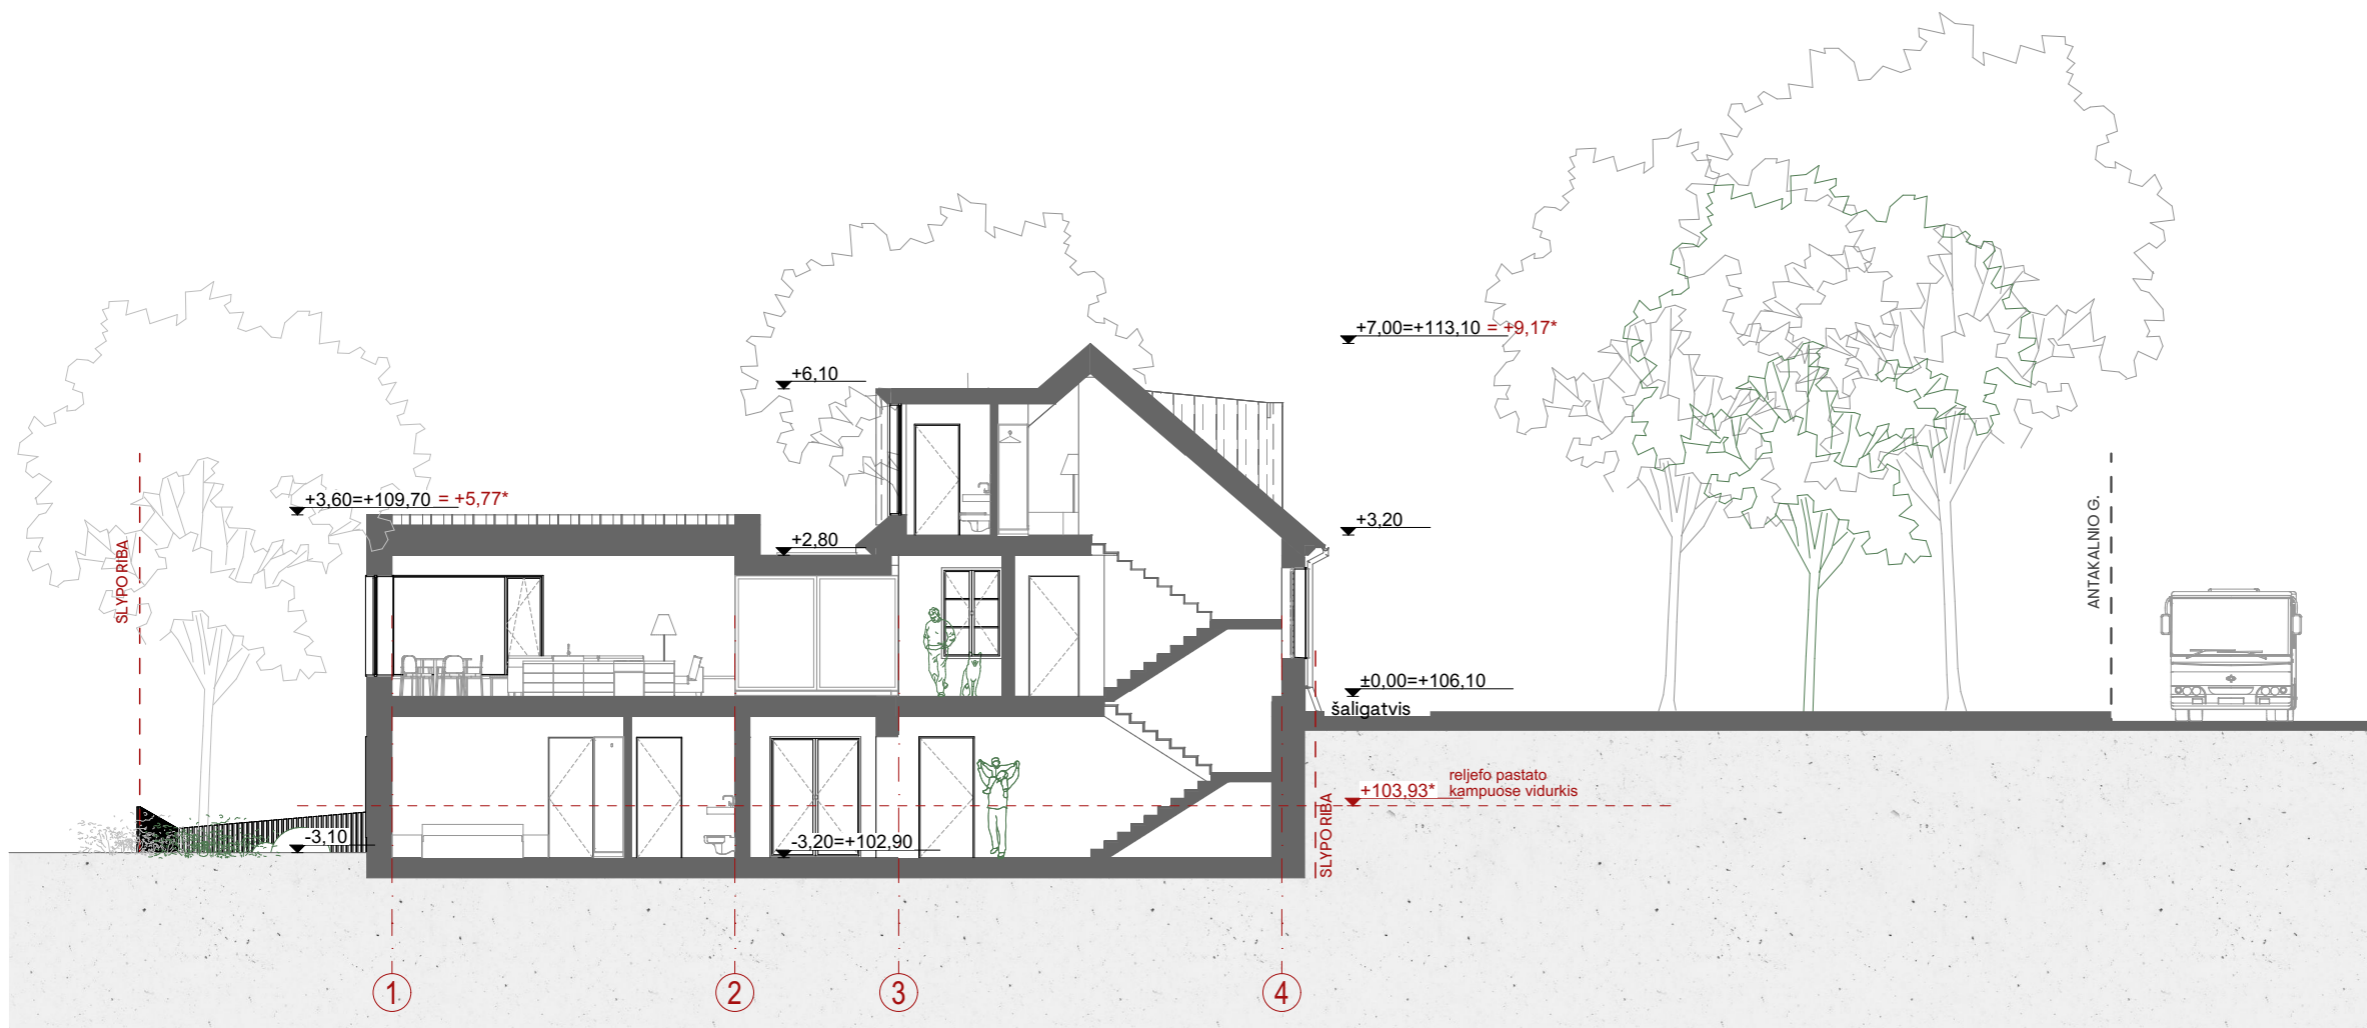 +7,00=+113,10 = +9,17*
+6,10
+3,60=+109,70 = +5,77*
+3,20
ANTAKALNIO G.
SLYPO RIBA
+2,80
±0,00=+106,10
šaligatvis
reljefo pastato
+103,93* kampuose vidurkis
SLYPO RIBA
-3,10
-3,20=+102,90
1
2
3
4